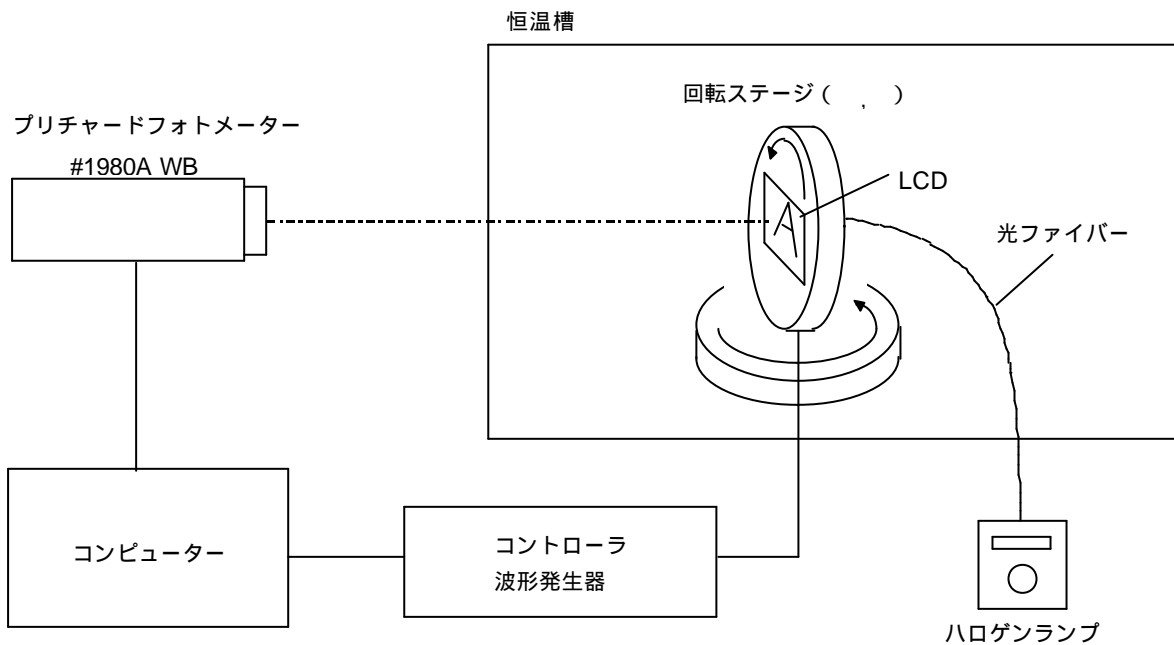 恒温槽
回転ステージ(　,　)
プリチャードフォトメーター
#1980A WB
LCD
A
光ファイバー
コンピューター
コントローラ
波形発生器
ハロゲンランプ